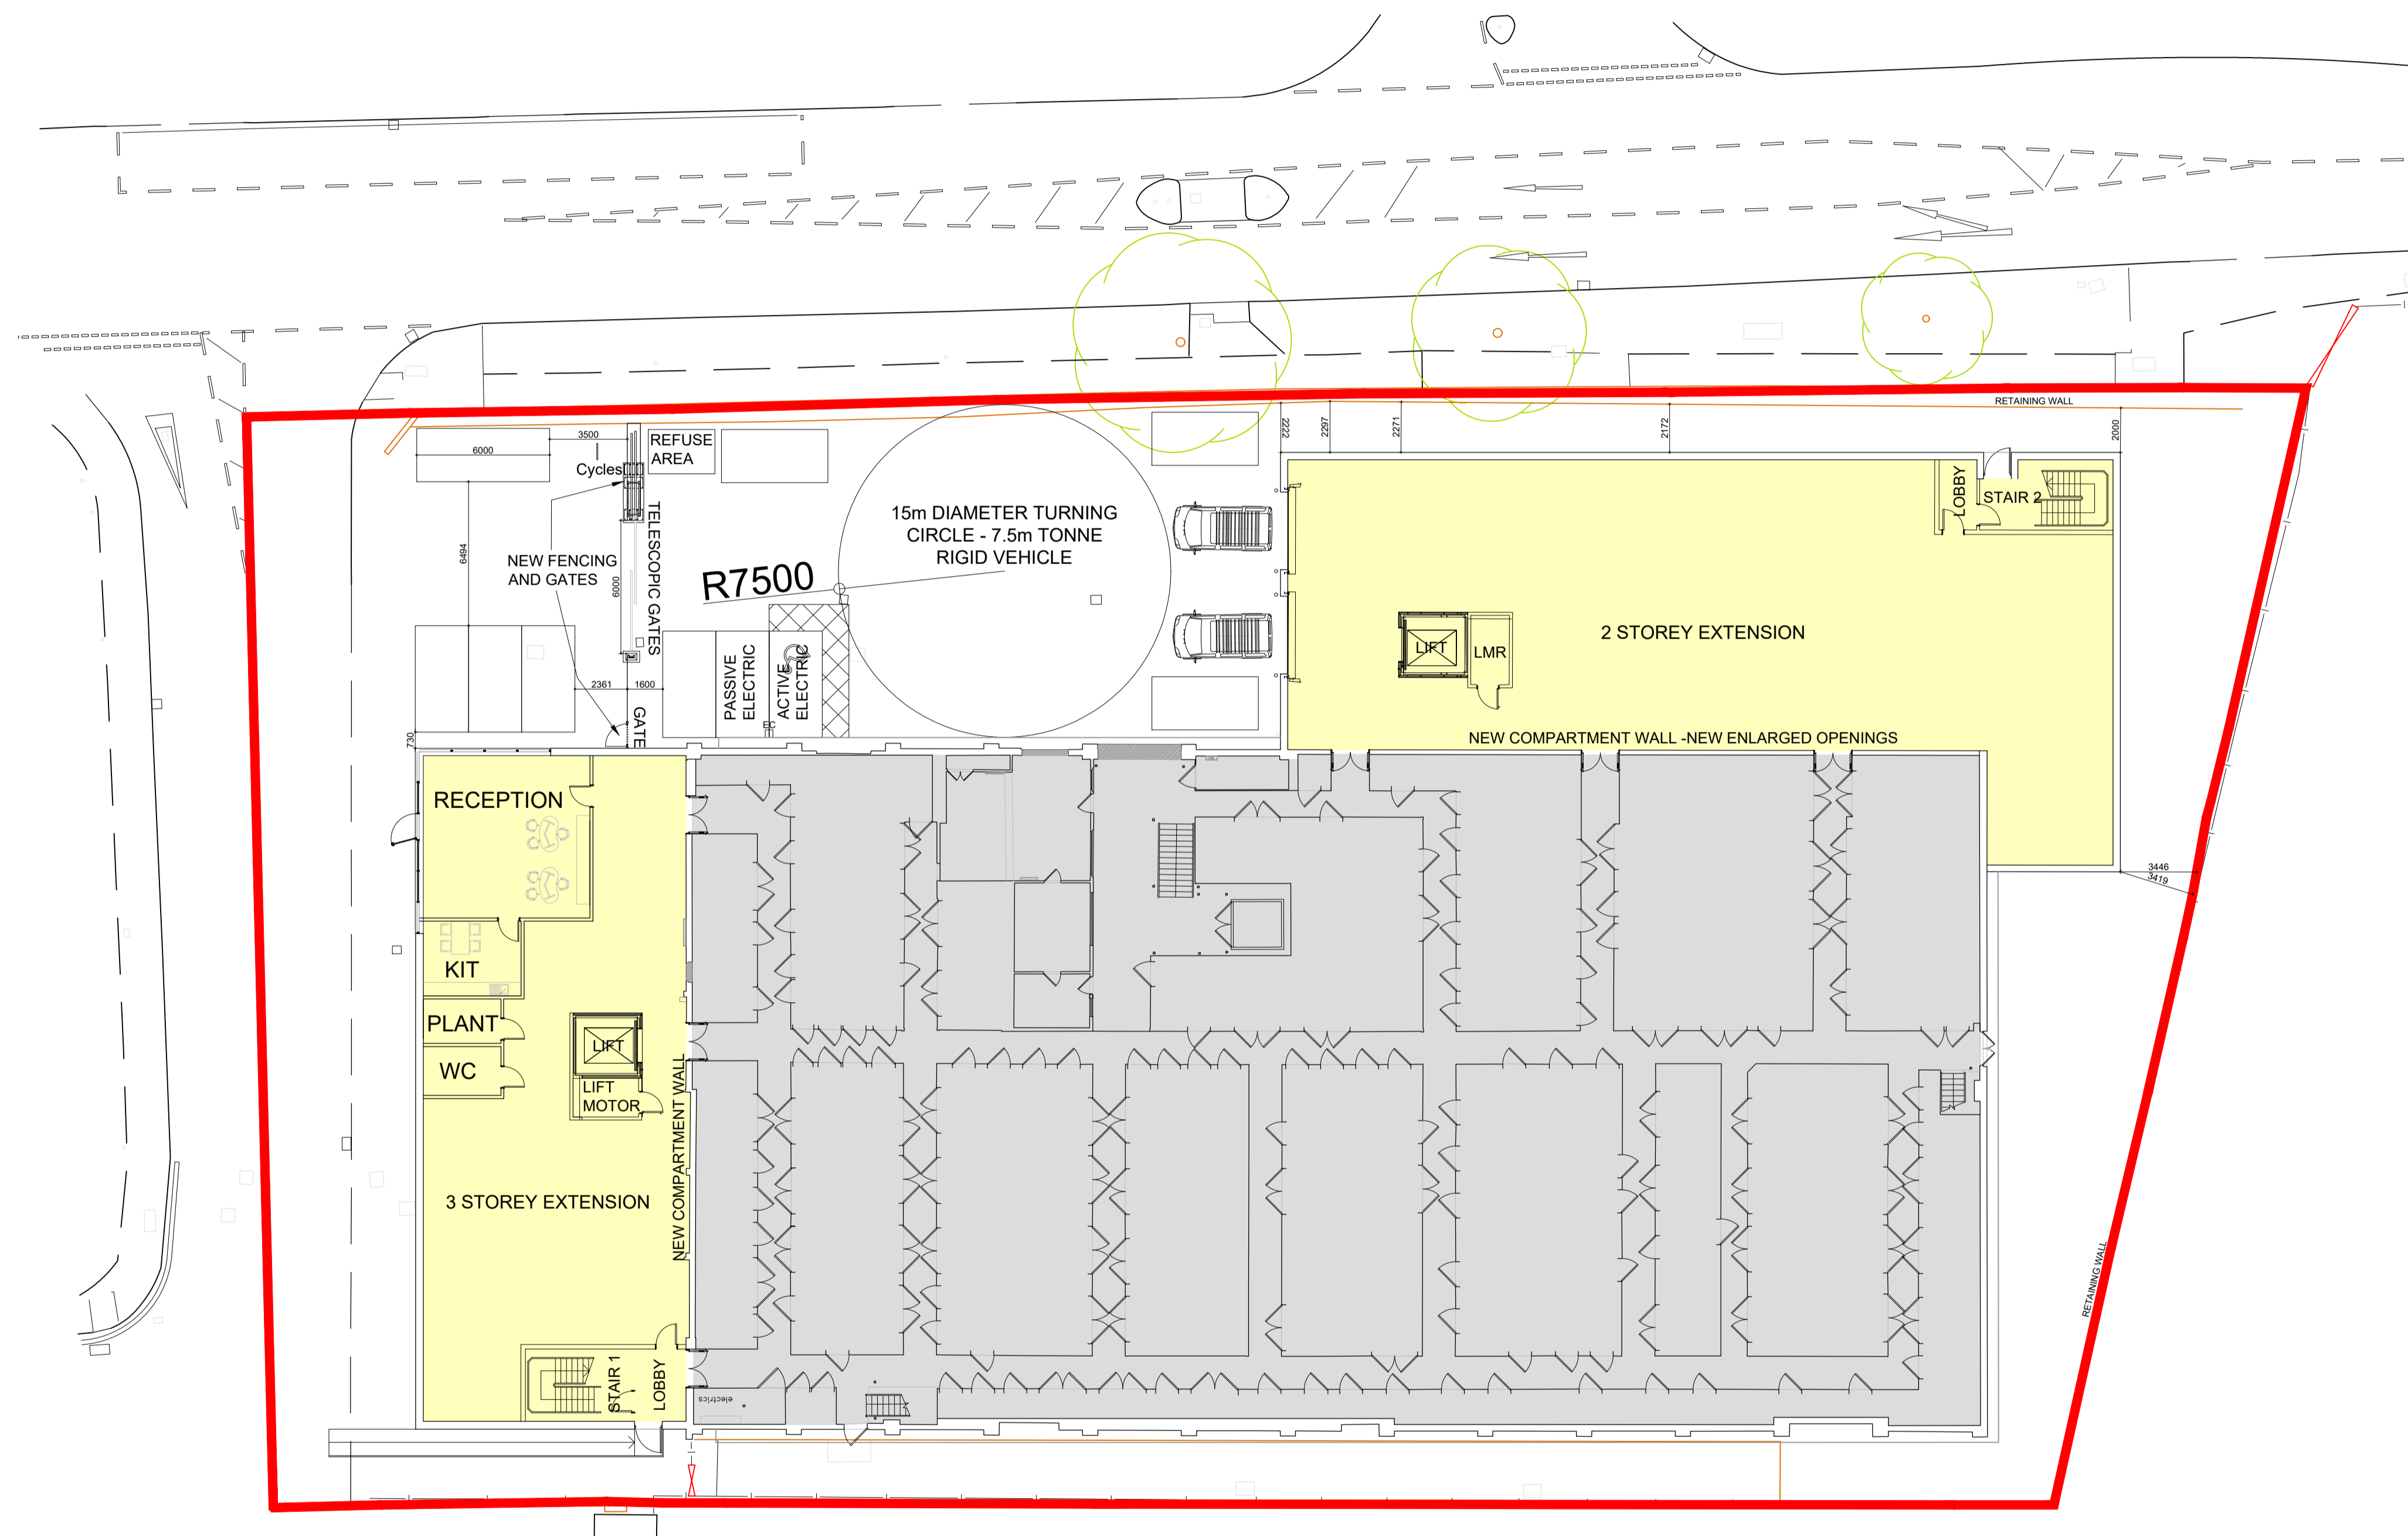 RETAINING WALL
3500
REFUSE
AREA
6000
Cycles
2222
2297
2271
2172
2000
LOBBY
STAIR 2
15m DIAMETER TURNING
CIRCLE - 7.5m TONNE
RIGID VEHICLE
6494
NEW FENCING
AND GATES
6000
TELESCOPIC GATES
R7500
2 STOREY EXTENSION
LIFT
LMR
PASSIVE
ELECTRIC
ACTIVE
ELECTRIC
2361
1600
GATE
EC
730
NEW COMPARTMENT WALL -NEW ENLARGED OPENINGS
RECEPTION
3446
3419
KIT
PLANT
LIFT
WC
LIFT
MOTOR
NEW COMPARTMENT WALL
3 STOREY EXTENSION
RETAINING WALL
STAIR 1
LOBBY
electrics